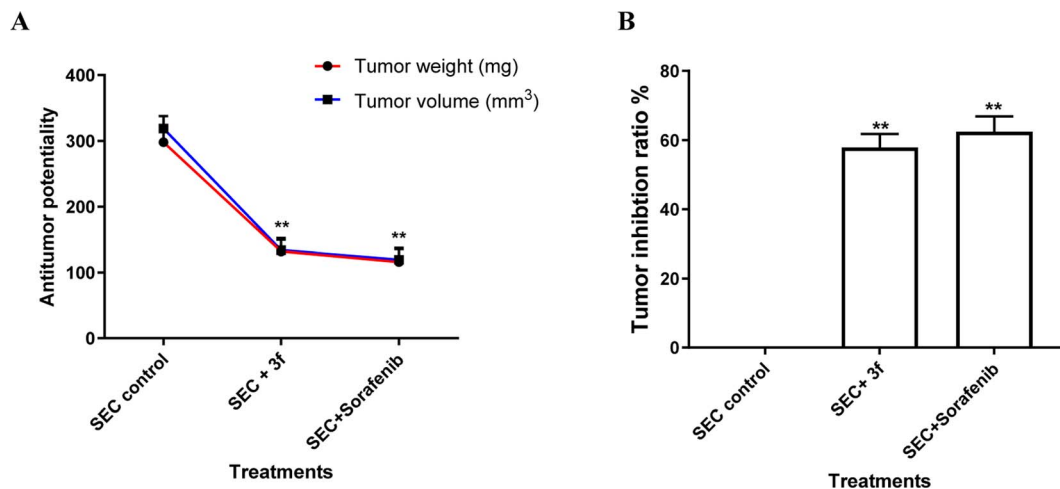 A
Tumor weight (mg)
Tumor volume (mm³)
Antitumor potentiality
400
300
200
100
0
**
**
SEC control
SEC + 3f
SEC+Sorafenib
Treatments
B
Tumor inhibtion ratio %
80
60
40
20
0
**
**
SEC control
SEC+ 3f
SEC+Sorafenib
Treatments